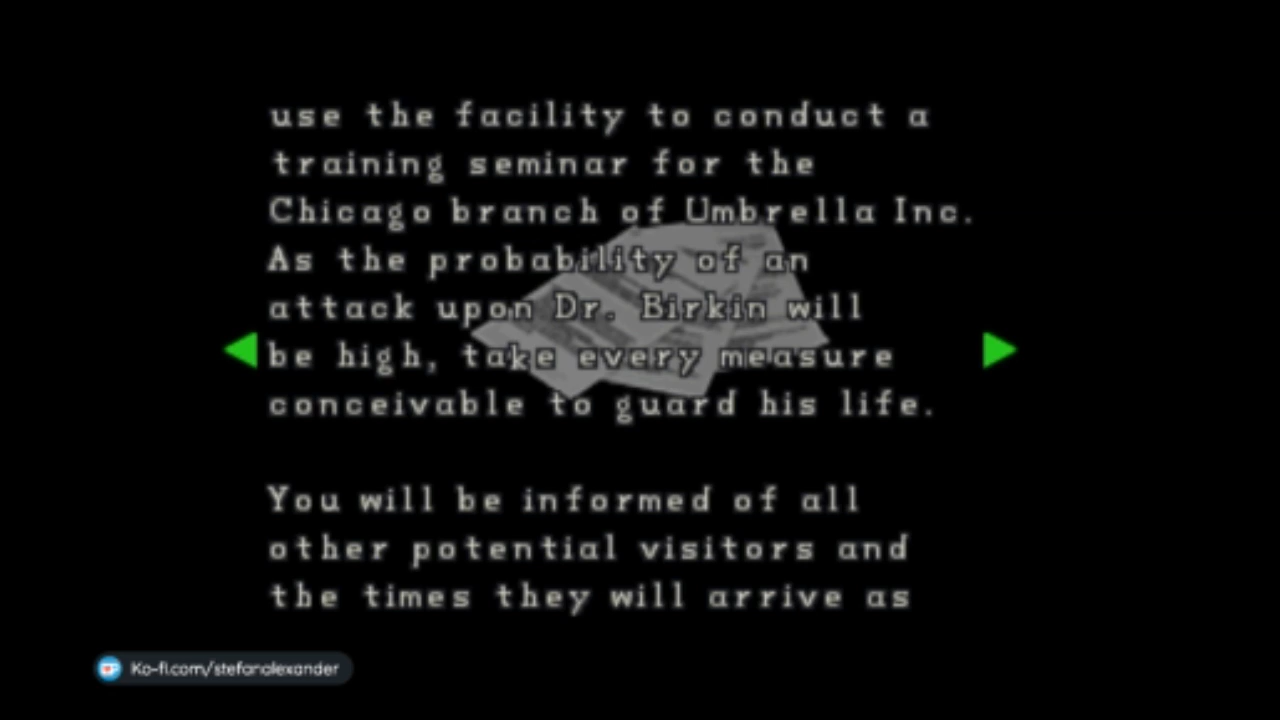 use the facility to conduct a
training seminar for the
Chicago branch of Umbrella Inc.
As the probability of an
attack upon Dr. Birkin will
be high, take every measure
conceivable to guard his life.
You will be informed of all
other potential visitors and
the times they will arrive as
Ko-fi.com/stefanalexander